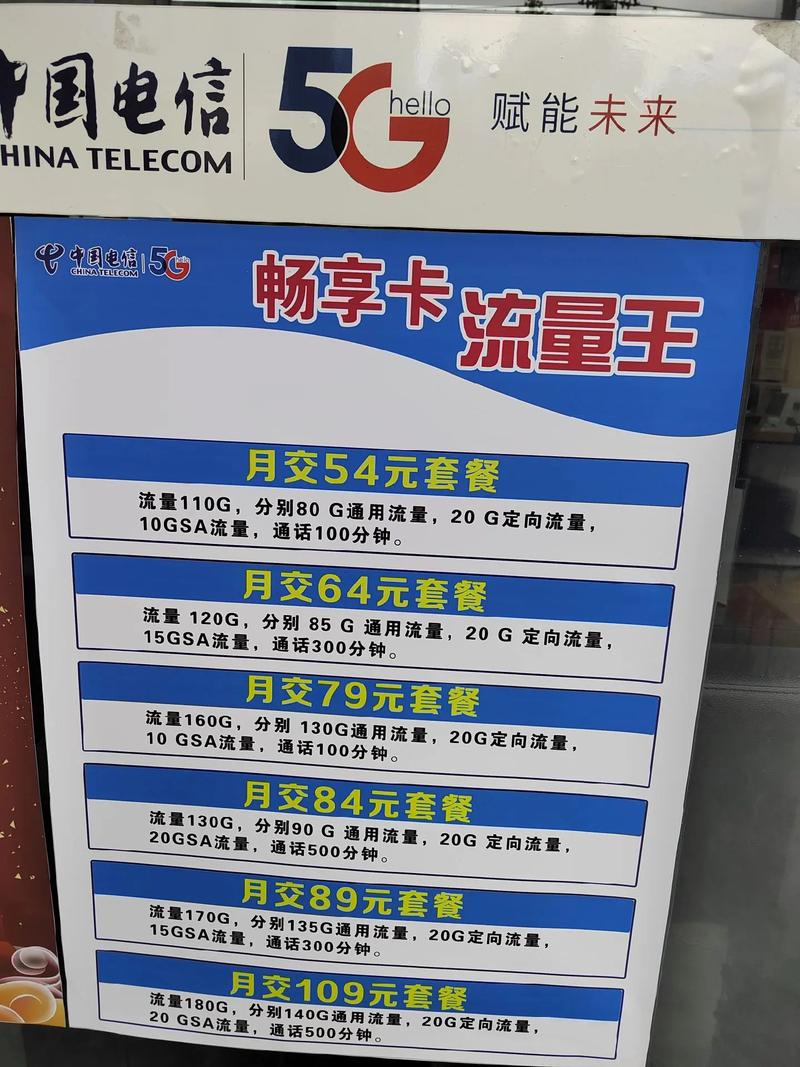 中国电信
CHINA TELECOM
5G hello
赋能未来
中国电信
CHINA TELECOM
5G hello
畅享卡 流量王
月交54元套餐
流量110G，分别80 G通用流量，20 G定向流量，
10GSA流量，通话100分钟。
月交64元套餐
流量 120G，分别 85 G 通用流量，20 G 定向流量，
15GSA流量，通话300分钟。
月交79元套餐
流量160G，分别 130G通用流量，20G定向流量，
10 GSA流量，通话100分钟。
月交84元套餐
流量130G，分别90 G 通用流量，20G 定向流量，
20GSA流量，通话500分钟。
月交89元套餐
流量170G，分别135G通用流量，20G定向流量，
15GSA流量，通话300分钟。
月交109元套餐
流量180G，分别140G通用流量，20G定向流量，
20 GSA流量，通话500分钟。